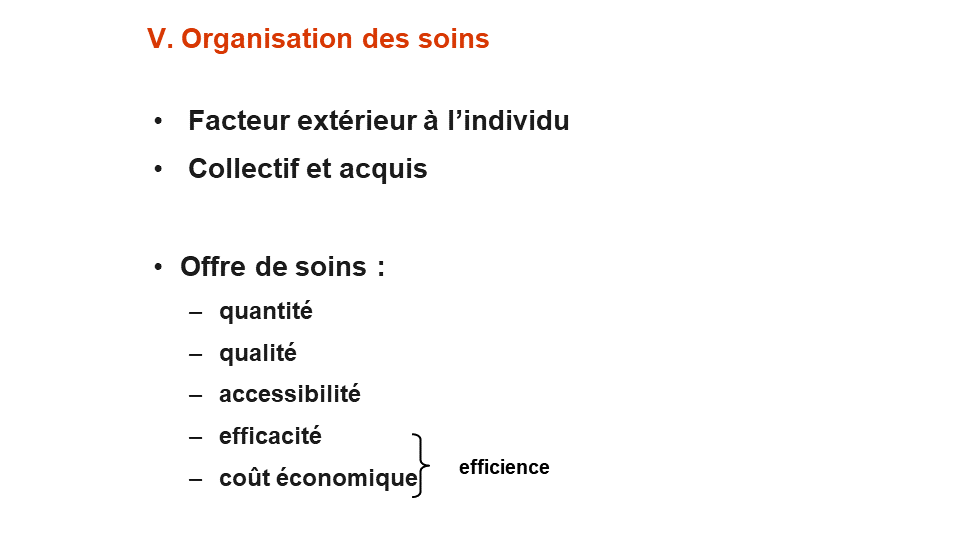 V. Organisation des soins
• Facteur extérieur à l’individu
• Collectif et acquis
• Offre de soins :
– quantité
– qualité
– accessibilité
– efficacité
– coût économique
efficience